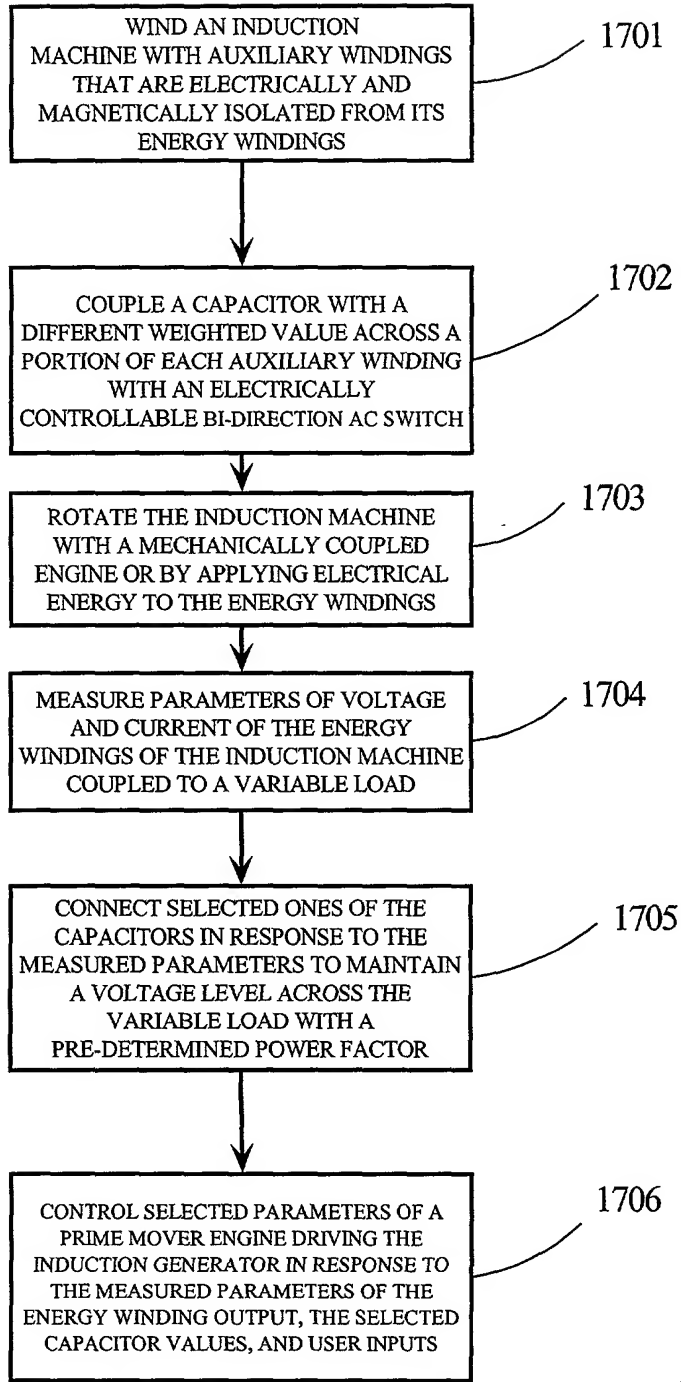 WIND AN INDUCTION
MACHINE WITH AUXILIARY WINDINGS
THAT ARE ELECTRICALLY AND
MAGNETICALLY ISOLATED FROM ITS
ENERGY WINDINGS
1701
COUPLE A CAPACITOR WITH A
DIFFERENT WEIGHTED VALUE ACROSS A
PORTION OF EACH AUXILIARY WINDING
WITH AN ELECTRICALLY
CONTROLLABLE BI-DIRECTION AC SWITCH
1702
ROTATE THE INDUCTION MACHINE
WITH A MECHANICALLY COUPLED
ENGINE OR BY APPLYING ELECTRICAL
ENERGY TO THE ENERGY WINDINGS
1703
MEASURE PARAMETERS OF VOLTAGE
AND CURRENT OF THE ENERGY
WINDINGS OF THE INDUCTION MACHINE
COUPLED TO A VARIABLE LOAD
1704
CONNECT SELECTED ONES OF THE
CAPACITORS IN RESPONSE TO THE
MEASURED PARAMETERS TO MAINTAIN
A VOLTAGE LEVEL ACROSS THE
VARIABLE LOAD WITH A
PRE-DETERMINED POWER FACTOR
1705
CONTROL SELECTED PARAMETERS OF A
PRIME MOVER ENGINE DRIVING THE
INDUCTION GENERATOR IN RESPONSE TO
THE MEASURED PARAMETERS OF THE
ENERGY WINDING OUTPUT, THE SELECTED
CAPACITOR VALUES, AND USER INPUTS
1706